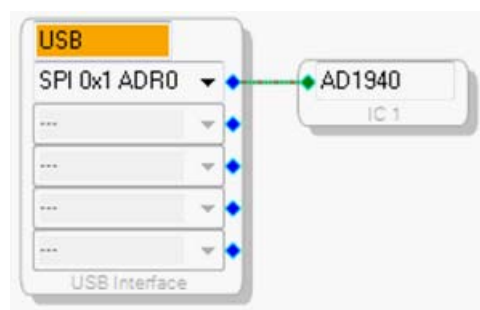 USB
SPI 0x1 ADR0
AD1940
IC 1
---
---
---
---
USB Interface